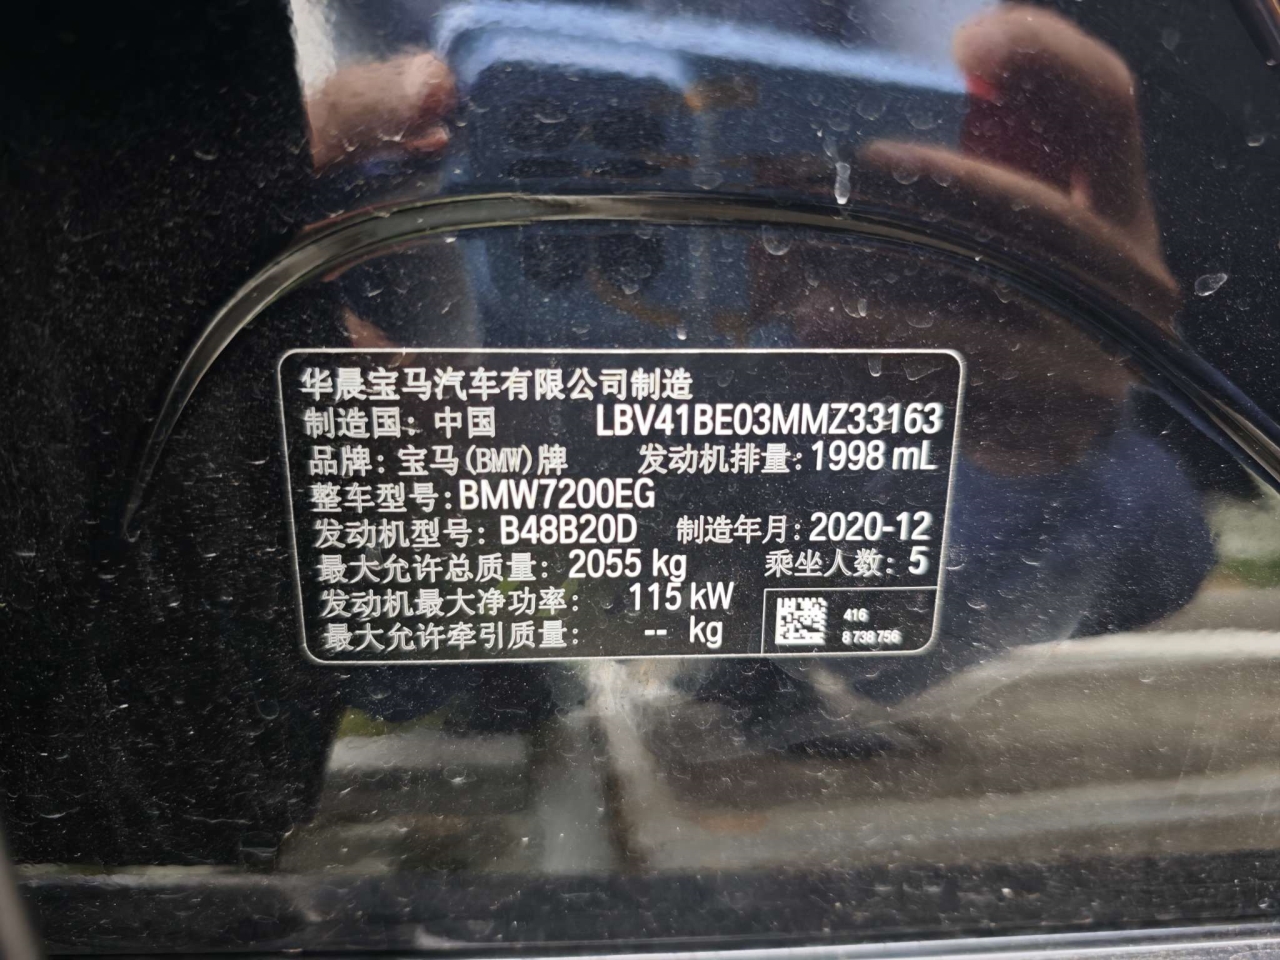 华晨宝马汽车有限公司制造
制造国：中国 LBV41BE03MMZ33163
品牌：宝马(BMW)牌 发动机排量：1998 mL
整车型号：BMW7200EG
发动机型号：B48B20D 制造年月：2020-12
最大允许总质量：2055 kg 乘坐人数：5
发动机最大净功率：115 kW
最大允许牵引质量：-- kg
416
8 738 756